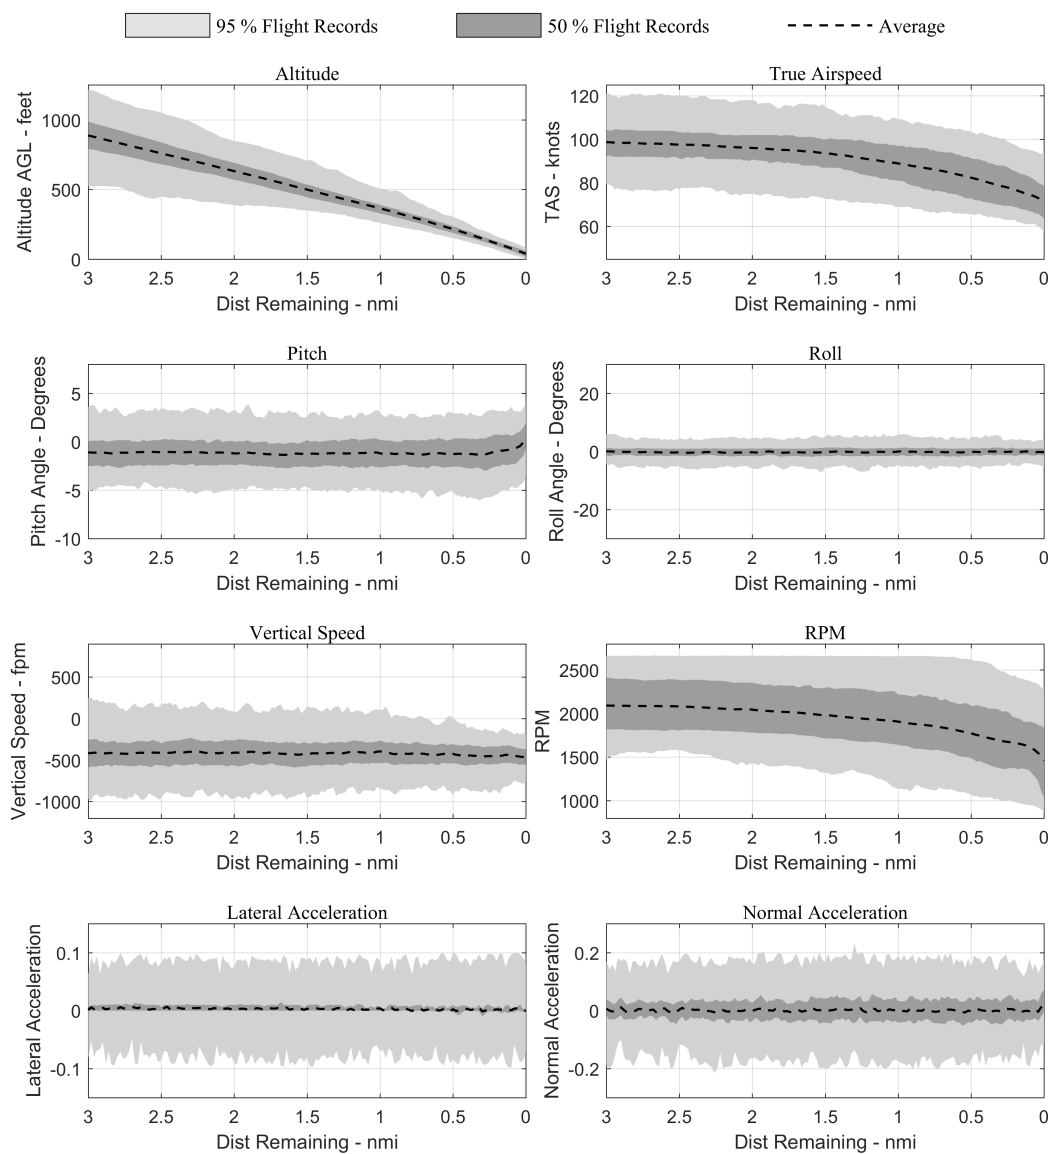 95 % Flight Records 50 % Flight Records Average
Altitude
Altitude AGL - feet
1000
500
0
3 2.5 2 1.5 1 0.5 0
Dist Remaining - nmi
True Airspeed
TAS - knots
120
100
80
60
3 2.5 2 1.5 1 0.5 0
Dist Remaining - nmi
Pitch
Pitch Angle - Degrees
5
0
-5
-10
3 2.5 2 1.5 1 0.5 0
Dist Remaining - nmi
Roll
Roll Angle - Degrees
20
0
-20
3 2.5 2 1.5 1 0.5 0
Dist Remaining - nmi
Vertical Speed
Vertical Speed - fpm
500
0
-500
-1000
3 2.5 2 1.5 1 0.5 0
Dist Remaining - nmi
RPM
RPM
2500
2000
1500
1000
3 2.5 2 1.5 1 0.5 0
Dist Remaining - nmi
Lateral Acceleration
Lateral Acceleration
0.1
0
-0.1
3 2.5 2 1.5 1 0.5 0
Dist Remaining - nmi
Normal Acceleration
Normal Acceleration
0.2
0
-0.2
3 2.5 2 1.5 1 0.5 0
Dist Remaining - nmi